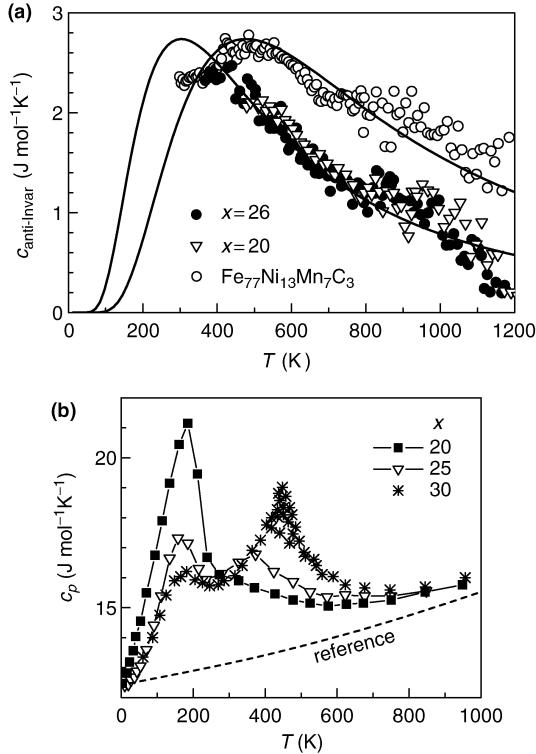 (a)
c_anti-Invar (J mol⁻¹K⁻¹)
3
2
1
0
x=26
x=20
Fe₇₇Ni₁₃Mn₇C₃
0 200 400 600 800 1000 1200
T (K)
(b)
c_p (J mol⁻¹K⁻¹)
20
15
x
20
25
30
reference
0 200 400 600 800 1000
T (K)